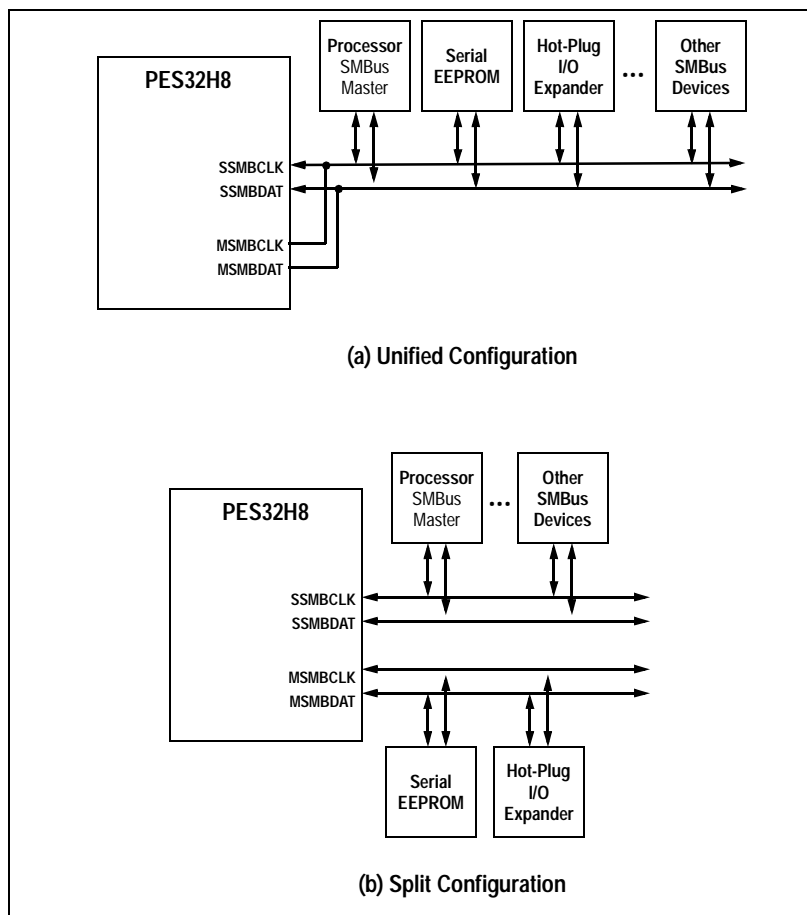 PES32H8
Processor
SMBus
Master
Serial
EEPROM
Hot-Plug
I/O
Expander
...
Other
SMBus
Devices
SSMBCLK
SSMBDAT
MSMBCLK
MSMBDAT
(a) Unified Configuration
PES32H8
Processor
SMBus
Master
...
Other
SMBus
Devices
SSMBCLK
SSMBDAT
MSMBCLK
MSMBDAT
Serial
EEPROM
Hot-Plug
I/O
Expander
(b) Split Configuration